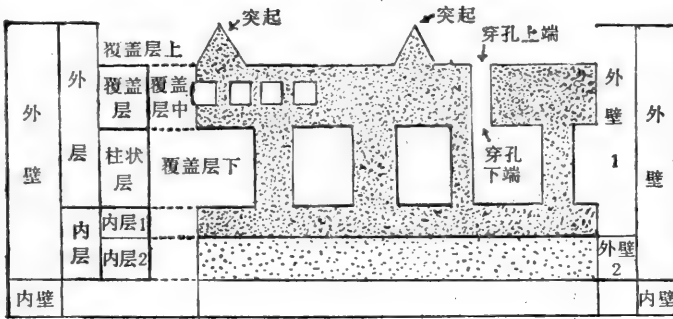 突起
突起
覆盖层上
穿孔上端
外壁
外层
覆盖层
覆盖层中
柱状层
覆盖层下
穿孔下端
外壁1
外壁
内层
内层1
内层2
外壁2
内壁
内壁